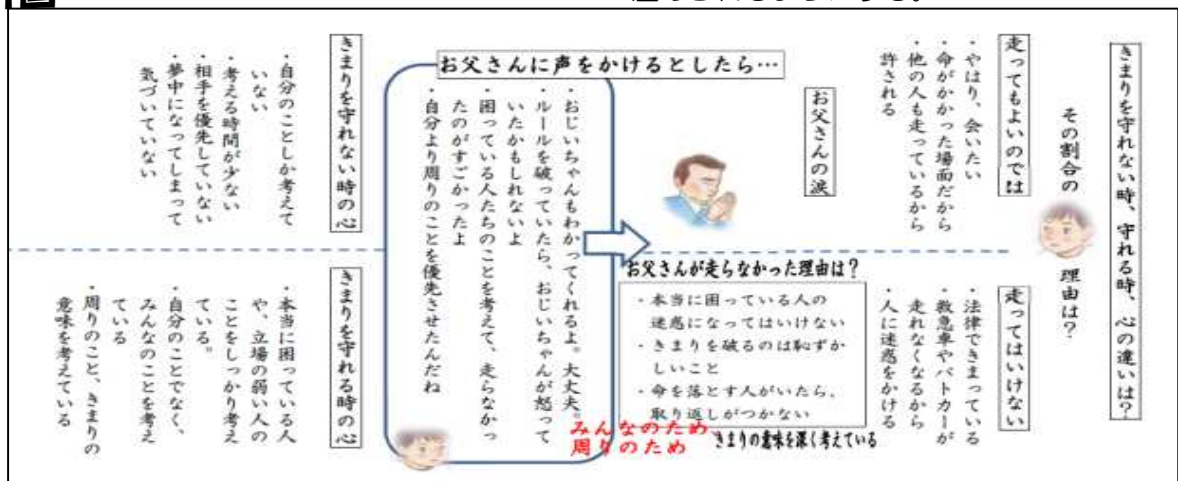 きまりを守れない時、守れる時、心の違いは?
その割合の
理由は?
走ってもよいのでは
・やはり、会いたい
・命がかかった場面だから
・他の人も走っているから
許される
走ってはいけない
・法律できまっている
・救急車やパトカーが
走れなくなるから
・人に迷惑をかける
お父さんの涙
お父さんが走らなかった理由は?
・本当に困っている人の
迷惑になってはいけない
・きまりを破るのは恥ずか
しいこと
・命を落とす人がいたら、
取り返しがつかない
きまりの意味を深く考えている
みんなのため、
周りのため
お父さんに声をかけるとしたら…
・おじいちゃんもわかってくれるよ。大丈夫。
・ルールを破っていたら、おじいちゃんが怒って
いたかもしれないよ
・困っている人たちのことを考えて、走らなかっ
たのがすごかったよ
・自分より周りのことを優先させたんだね
きまりを守れない時の心
・自分のことしか考えて
いない
・考える時間が少ない
・相手を優先していない
・夢中になってしまって
気づいていない
きまりを守れる時の心
・本当に困っている人
や、立場の弱い人の
ことをしっかり考え
ている。
・自分のことでなく、
みんなのことを考え
ている
・周りのこと、きまりの
意味を考えている